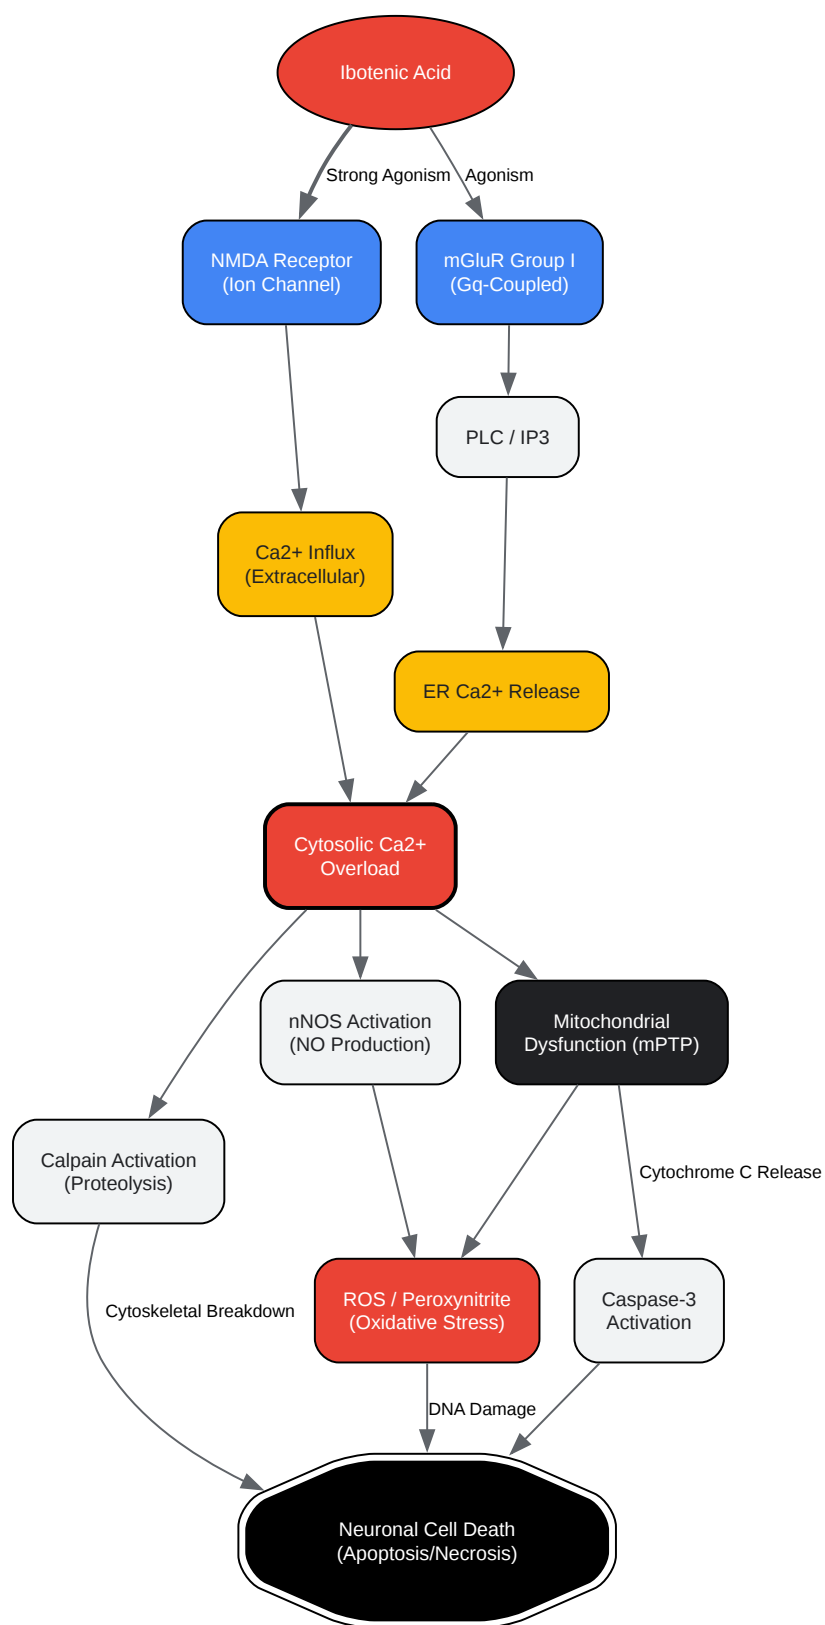 Ibotenic Acid
Strong Agonism
Agonism
NMDA Receptor
(Ion Channel)
mGluR Group I
(Gq-Coupled)
PLC / IP3
Ca2+ Influx
(Extracellular)
ER Ca2+ Release
Cytosolic Ca2+
Overload
nNOS Activation
(NO Production)
Mitochondrial
Dysfunction (mPTP)
Calpain Activation
(Proteolysis)
Cytochrome C Release
Cytoskeletal Breakdown
ROS / Peroxynitrite
(Oxidative Stress)
Caspase-3
Activation
DNA Damage
Neuronal Cell Death
(Apoptosis/Necrosis)